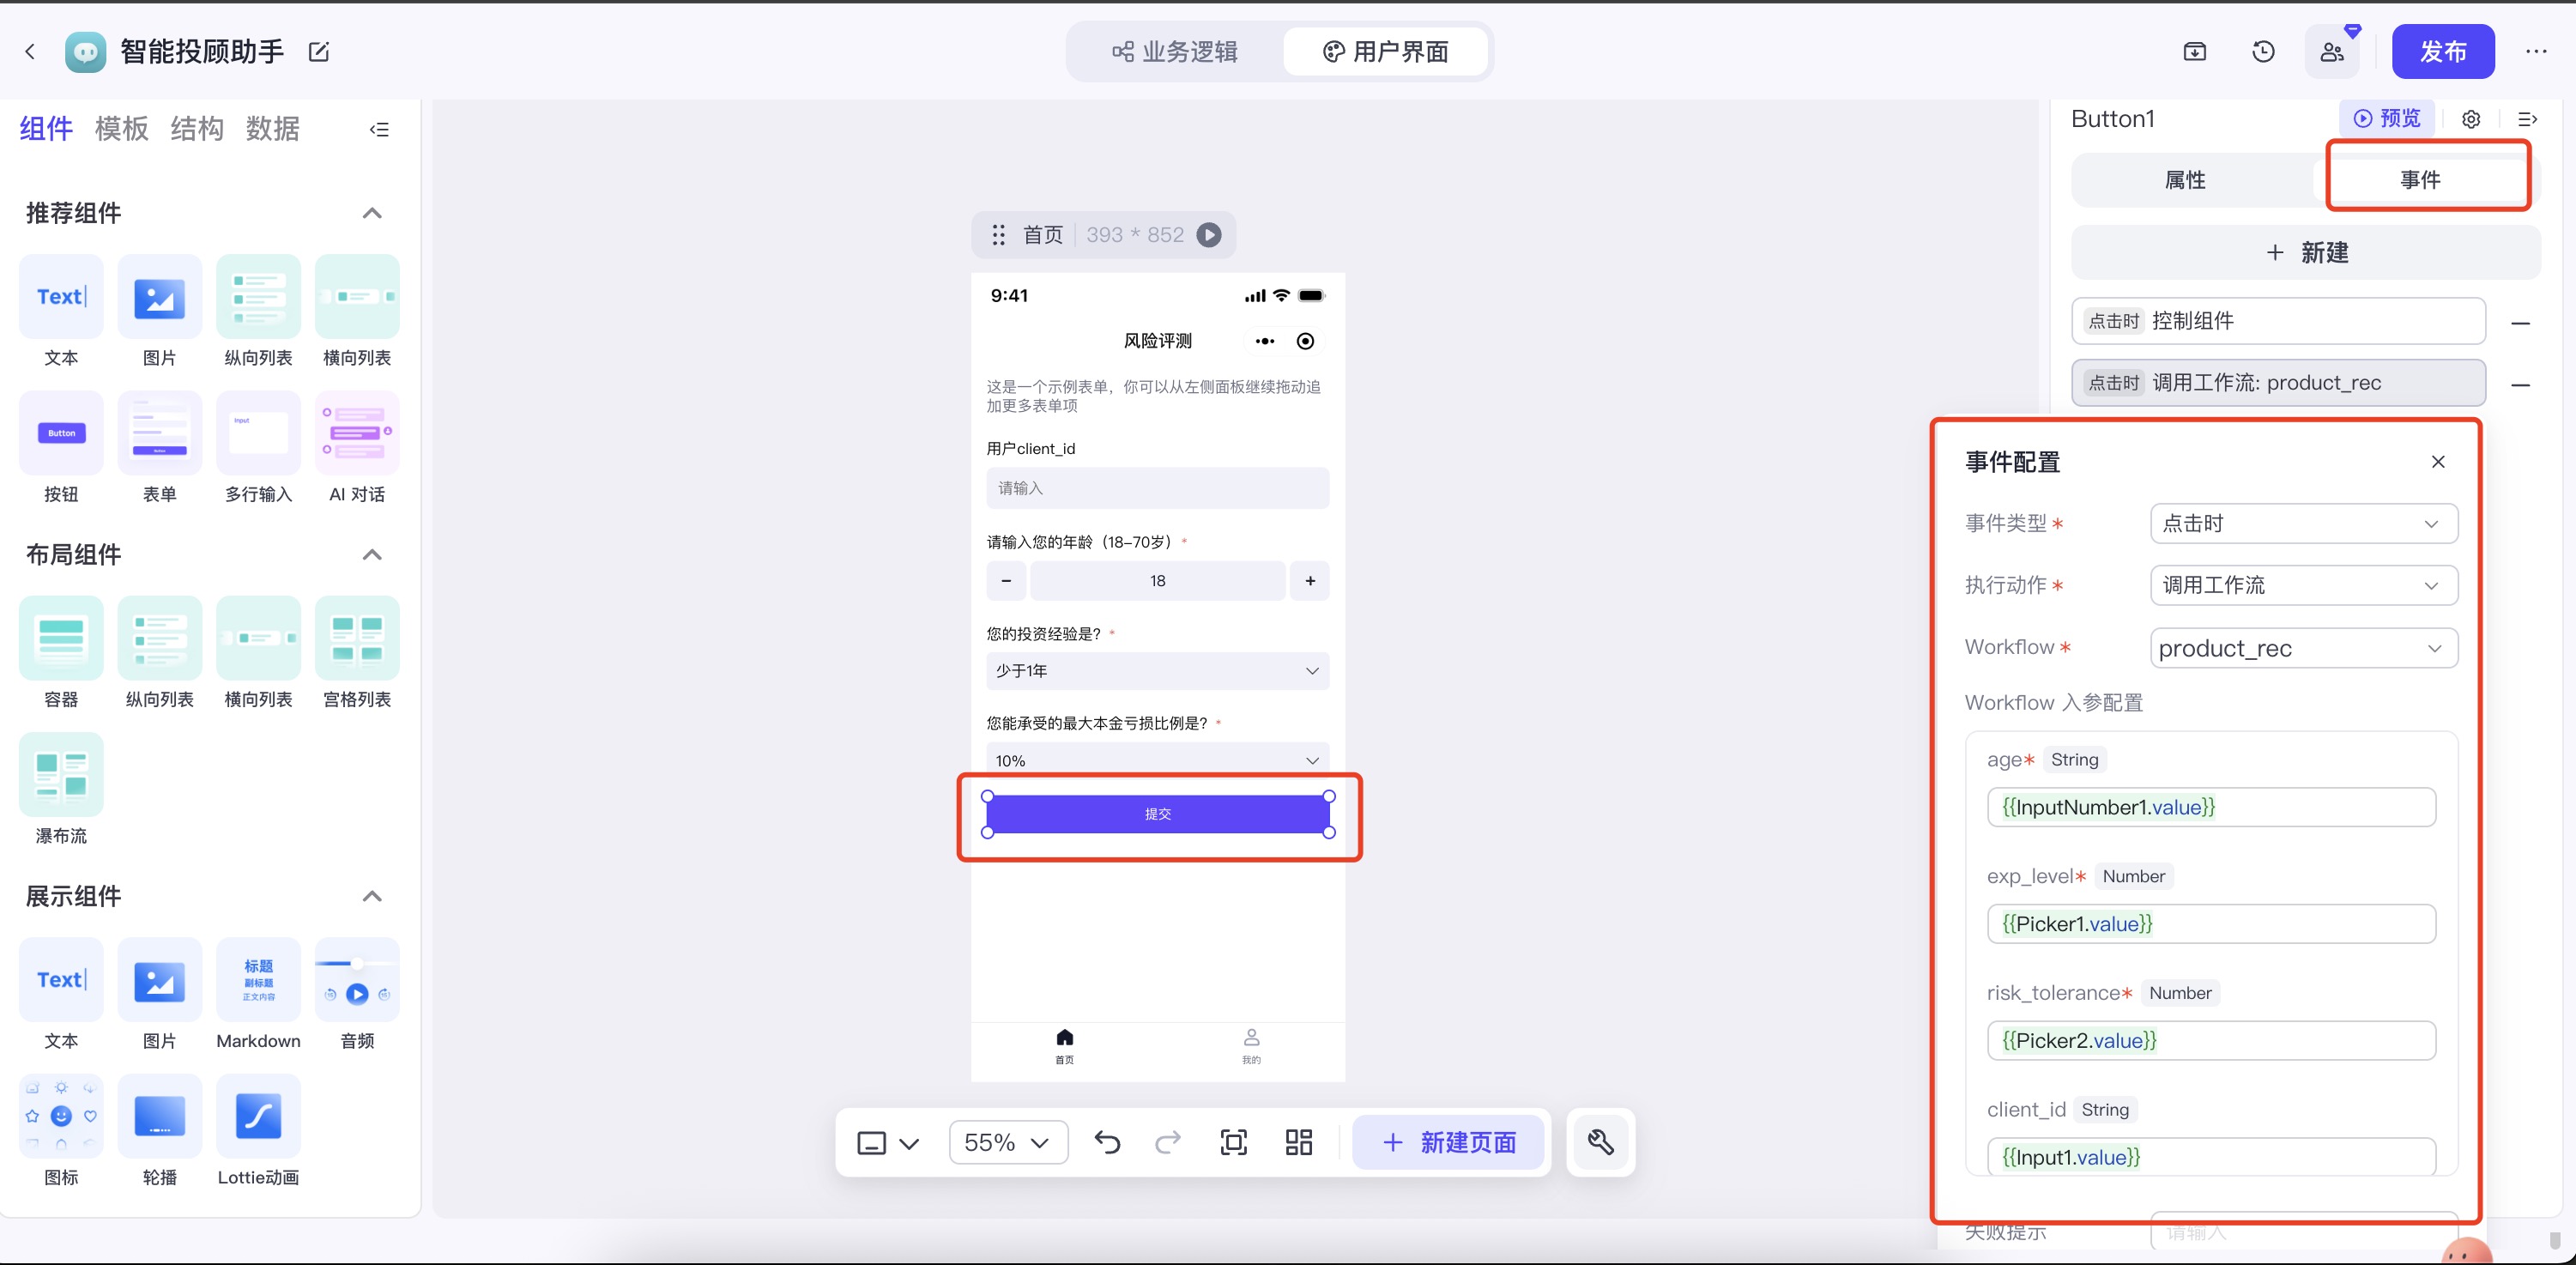 智能投顾助手
业务逻辑
用户界面
发布
组件 模板 结构 数据
推荐组件
Text
文本 图片 纵向列表 横向列表
Button
Input
按钮 表单 多行输入 AI 对话
布局组件
容器 纵向列表 横向列表 宫格列表
瀑布流
展示组件
Text
标题
副标题
正文内容
文本 图片 Markdown 音频
图标 轮播 Lottie动画
首页 393 * 852
9:41
风险评测
这是一个示例表单，你可以从左侧面板继续拖动追
加更多表单项
用户client_id
请输入
请输入您的年龄（18-70岁） *
− 18 +
您的投资经验是？ *
少于1年
您能承受的最大本金亏损比例是？ *
10%
提交
首页 我的
55%
+ 新建页面
Button1 预览
属性 事件
+ 新建
点击时 控制组件
点击时 调用工作流: product_rec
事件配置
事件类型* 点击时
执行动作* 调用工作流
Workflow* product_rec
Workflow 入参配置
age* String
{{InputNumber1.value}}
exp_level* Number
{{Picker1.value}}
risk_tolerance* Number
{{Picker2.value}}
client_id String
{{Input1.value}}
失败提示 请输入